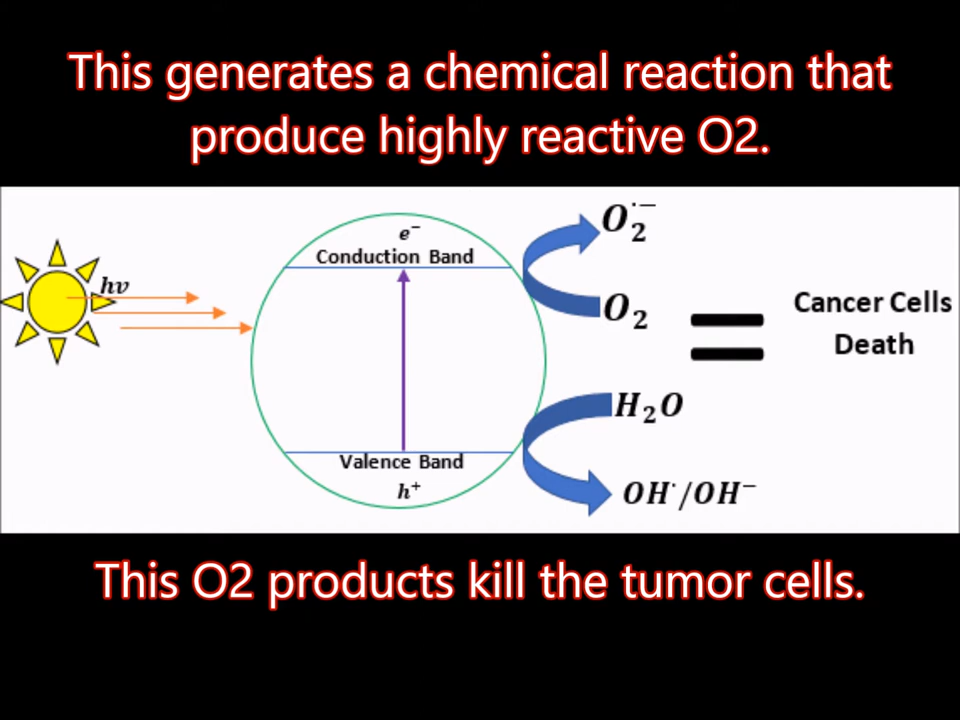 This generates a chemical reaction that
produce highly reactive O2.
hv
e⁻
Conduction Band
O₂˙⁻
O₂
Cancer Cells
Death
H₂O
Valence Band
h⁺
OH˙/OH⁻
This O2 products kill the tumor cells.